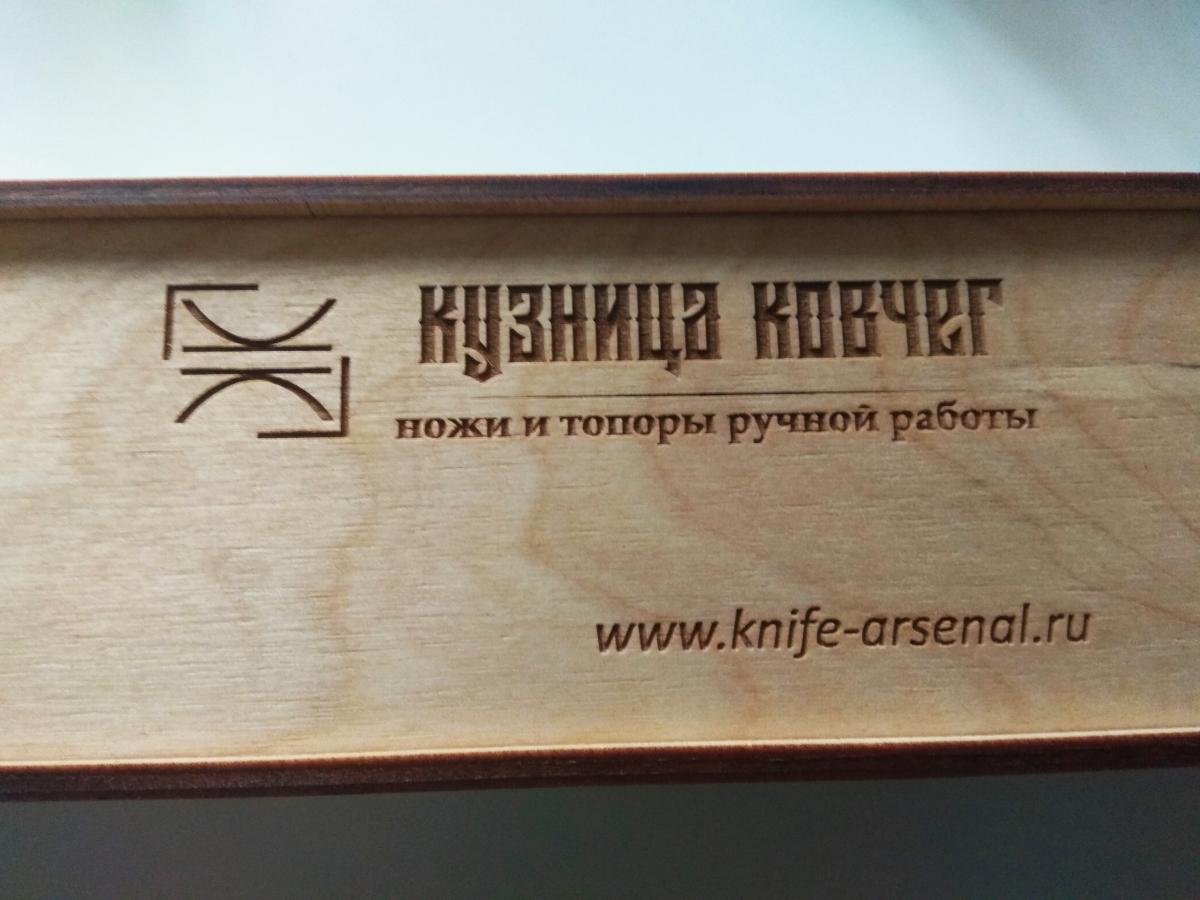 КУЗНИЦА КОВЧЕГ
ножи и топоры ручной работы
www.knife-arsenal.ru